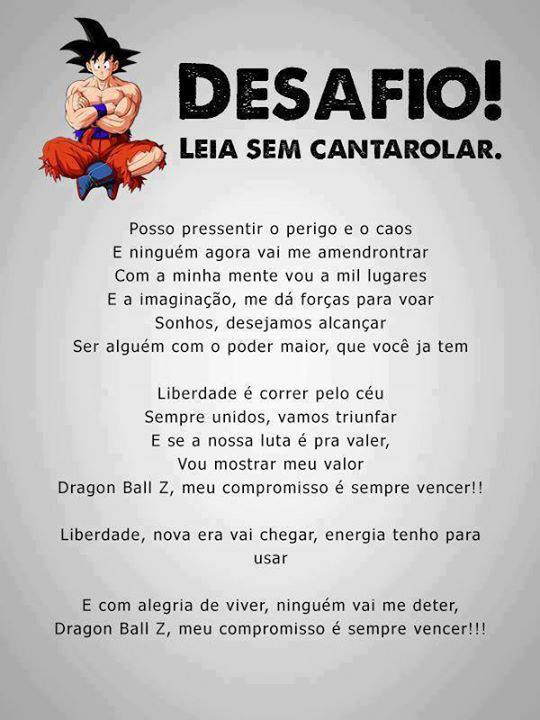 DESAFIO!
LEIA SEM CANTAROLAR.
Posso pressentir o perigo e o caos
E ninguém agora vai me amendrontrar
Com a minha mente vou a mil lugares
E a imaginação, me dá forças para voar
Sonhos, desejamos alcançar
Ser alguém com o poder maior, que você ja tem
Liberdade é correr pelo céu
Sempre unidos, vamos triunfar
E se a nossa luta é pra valer,
Vou mostrar meu valor
Dragon Ball Z, meu compromisso é sempre vencer!!
Liberdade, nova era vai chegar, energia tenho para
usar
E com alegria de viver, ninguém vai me deter,
Dragon Ball Z, meu compromisso é sempre vencer!!!